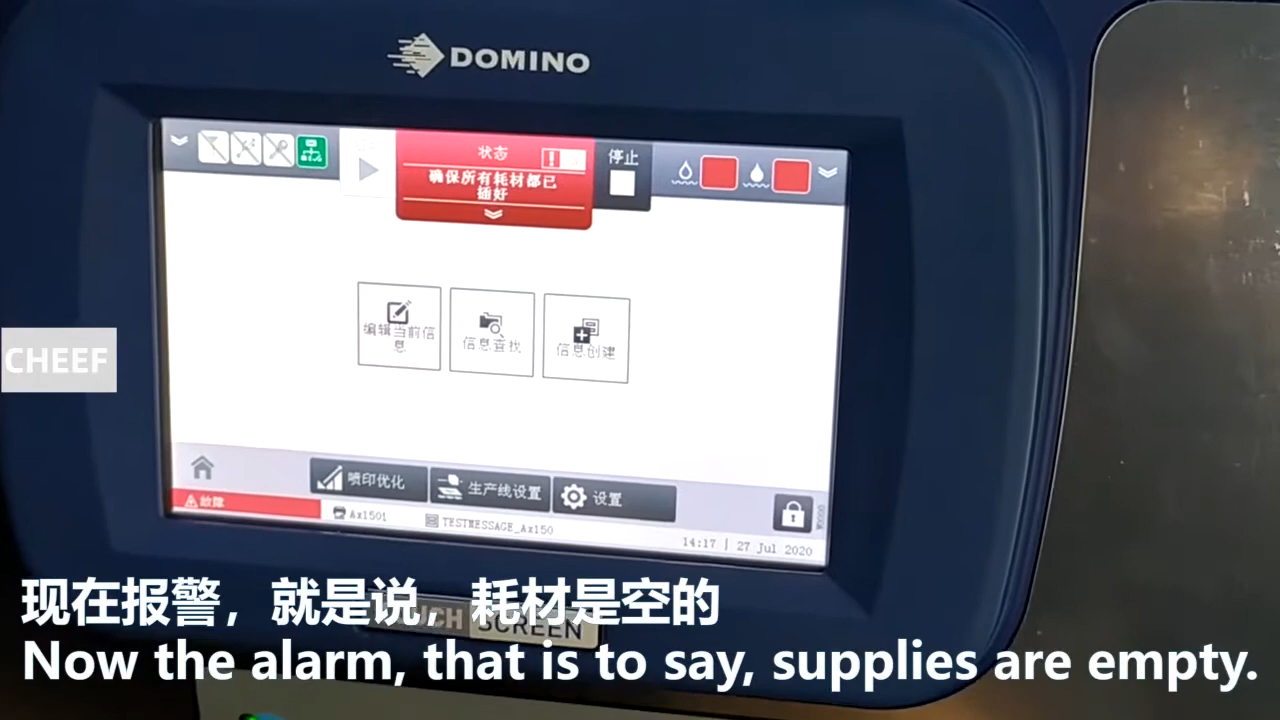 DOMINO
状态
确保所有耗材都已
插好
停止
编辑当前信
息
信息查找
信息创建
CHEEF
喷印优化
生产线设置
设置
故障
Ax1501
TESTMESSAGE_Ax150
14:17 | 27 Jul 2020
现在报警，就是说，耗材是空的
TOUCH SCREEN
Now the alarm, that is to say, supplies are empty.